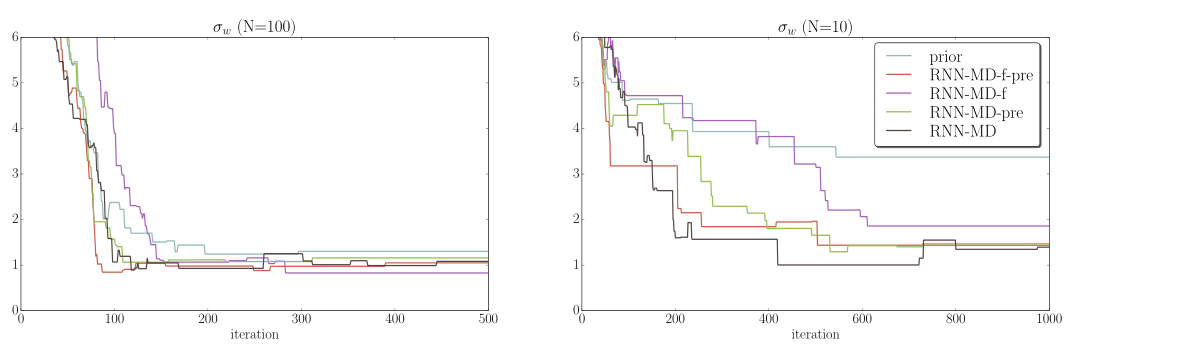 σ_w (N=100)
6
5
4
3
2
1
0
0 100 200 300 400 500
iteration
σ_w (N=10)
6
5
4
3
2
1
0
prior
RNN-MD-f-pre
RNN-MD-f
RNN-MD-pre
RNN-MD
0 200 400 600 800 1000
iteration